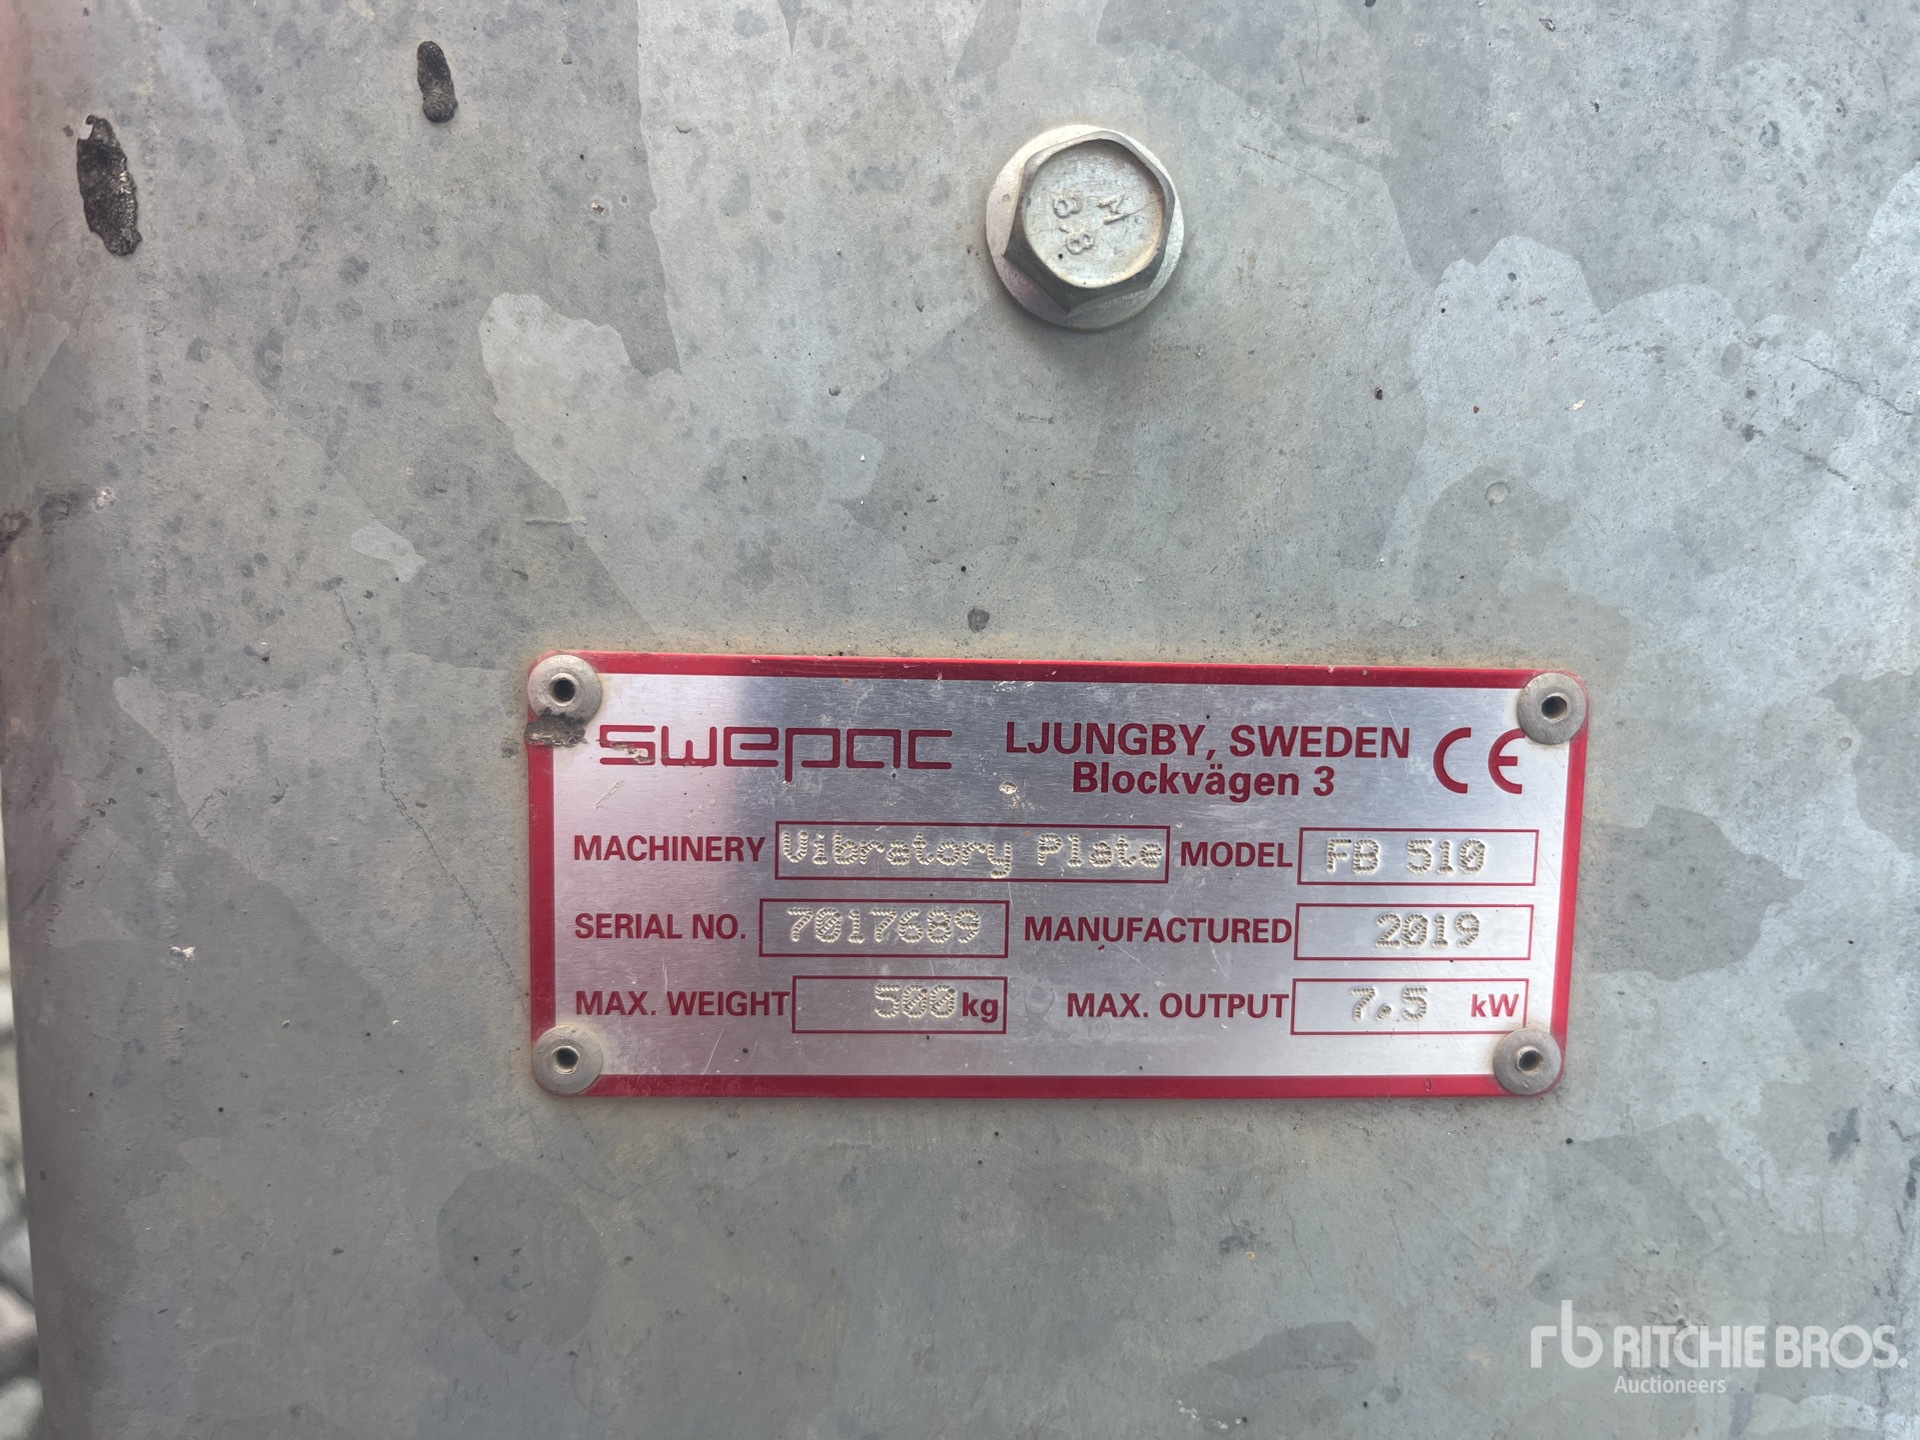 M
8.8
swepac LJUNGBY, SWEDEN CE
Blockvägen 3
MACHINERY Vibratory Plate MODEL FB 510
SERIAL NO. 7017689 MANUFACTURED 2019
MAX. WEIGHT 500 kg MAX. OUTPUT 7.5 kW
rb RITCHIE BROS.
Auctioneers